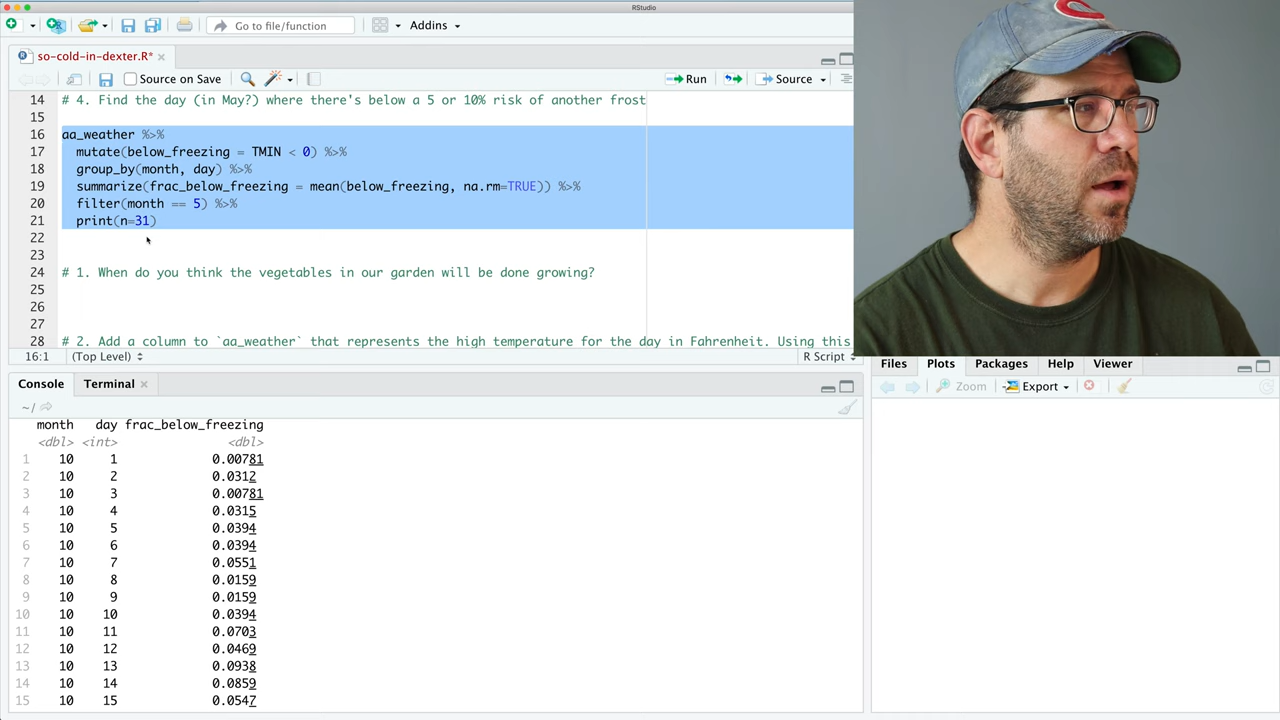 RStudio
Go to file/function
Addins
so-cold-in-dexter.R*
Source on Save
Run
Source
14 # 4. Find the day (in May?) where there's below a 5 or 10% risk of another frost
15
16 aa_weather %>%
17 mutate(below_freezing = TMIN < 0) %>%
18 group_by(month, day) %>%
19 summarize(frac_below_freezing = mean(below_freezing, na.rm=TRUE)) %>%
20 filter(month == 5) %>%
21 print(n=31)
22
23
24 # 1. When do you think the vegetables in our garden will be done growing?
25
26
27
28 # 2. Add a column to `aa_weather` that represents the high temperature for the day in Fahrenheit. Using this
16:1 (Top Level) R Script
Console Terminal
~/
month day frac_below_freezing
<dbl> <int> <dbl>
1 10 1 0.00781
2 10 2 0.0312
3 10 3 0.00781
4 10 4 0.0315
5 10 5 0.0394
6 10 6 0.0394
7 10 7 0.0551
8 10 8 0.0159
9 10 9 0.0159
10 10 10 0.0394
11 10 11 0.0703
12 10 12 0.0469
13 10 13 0.0938
14 10 14 0.0859
15 10 15 0.0547
Files Plots Packages Help Viewer
Zoom Export